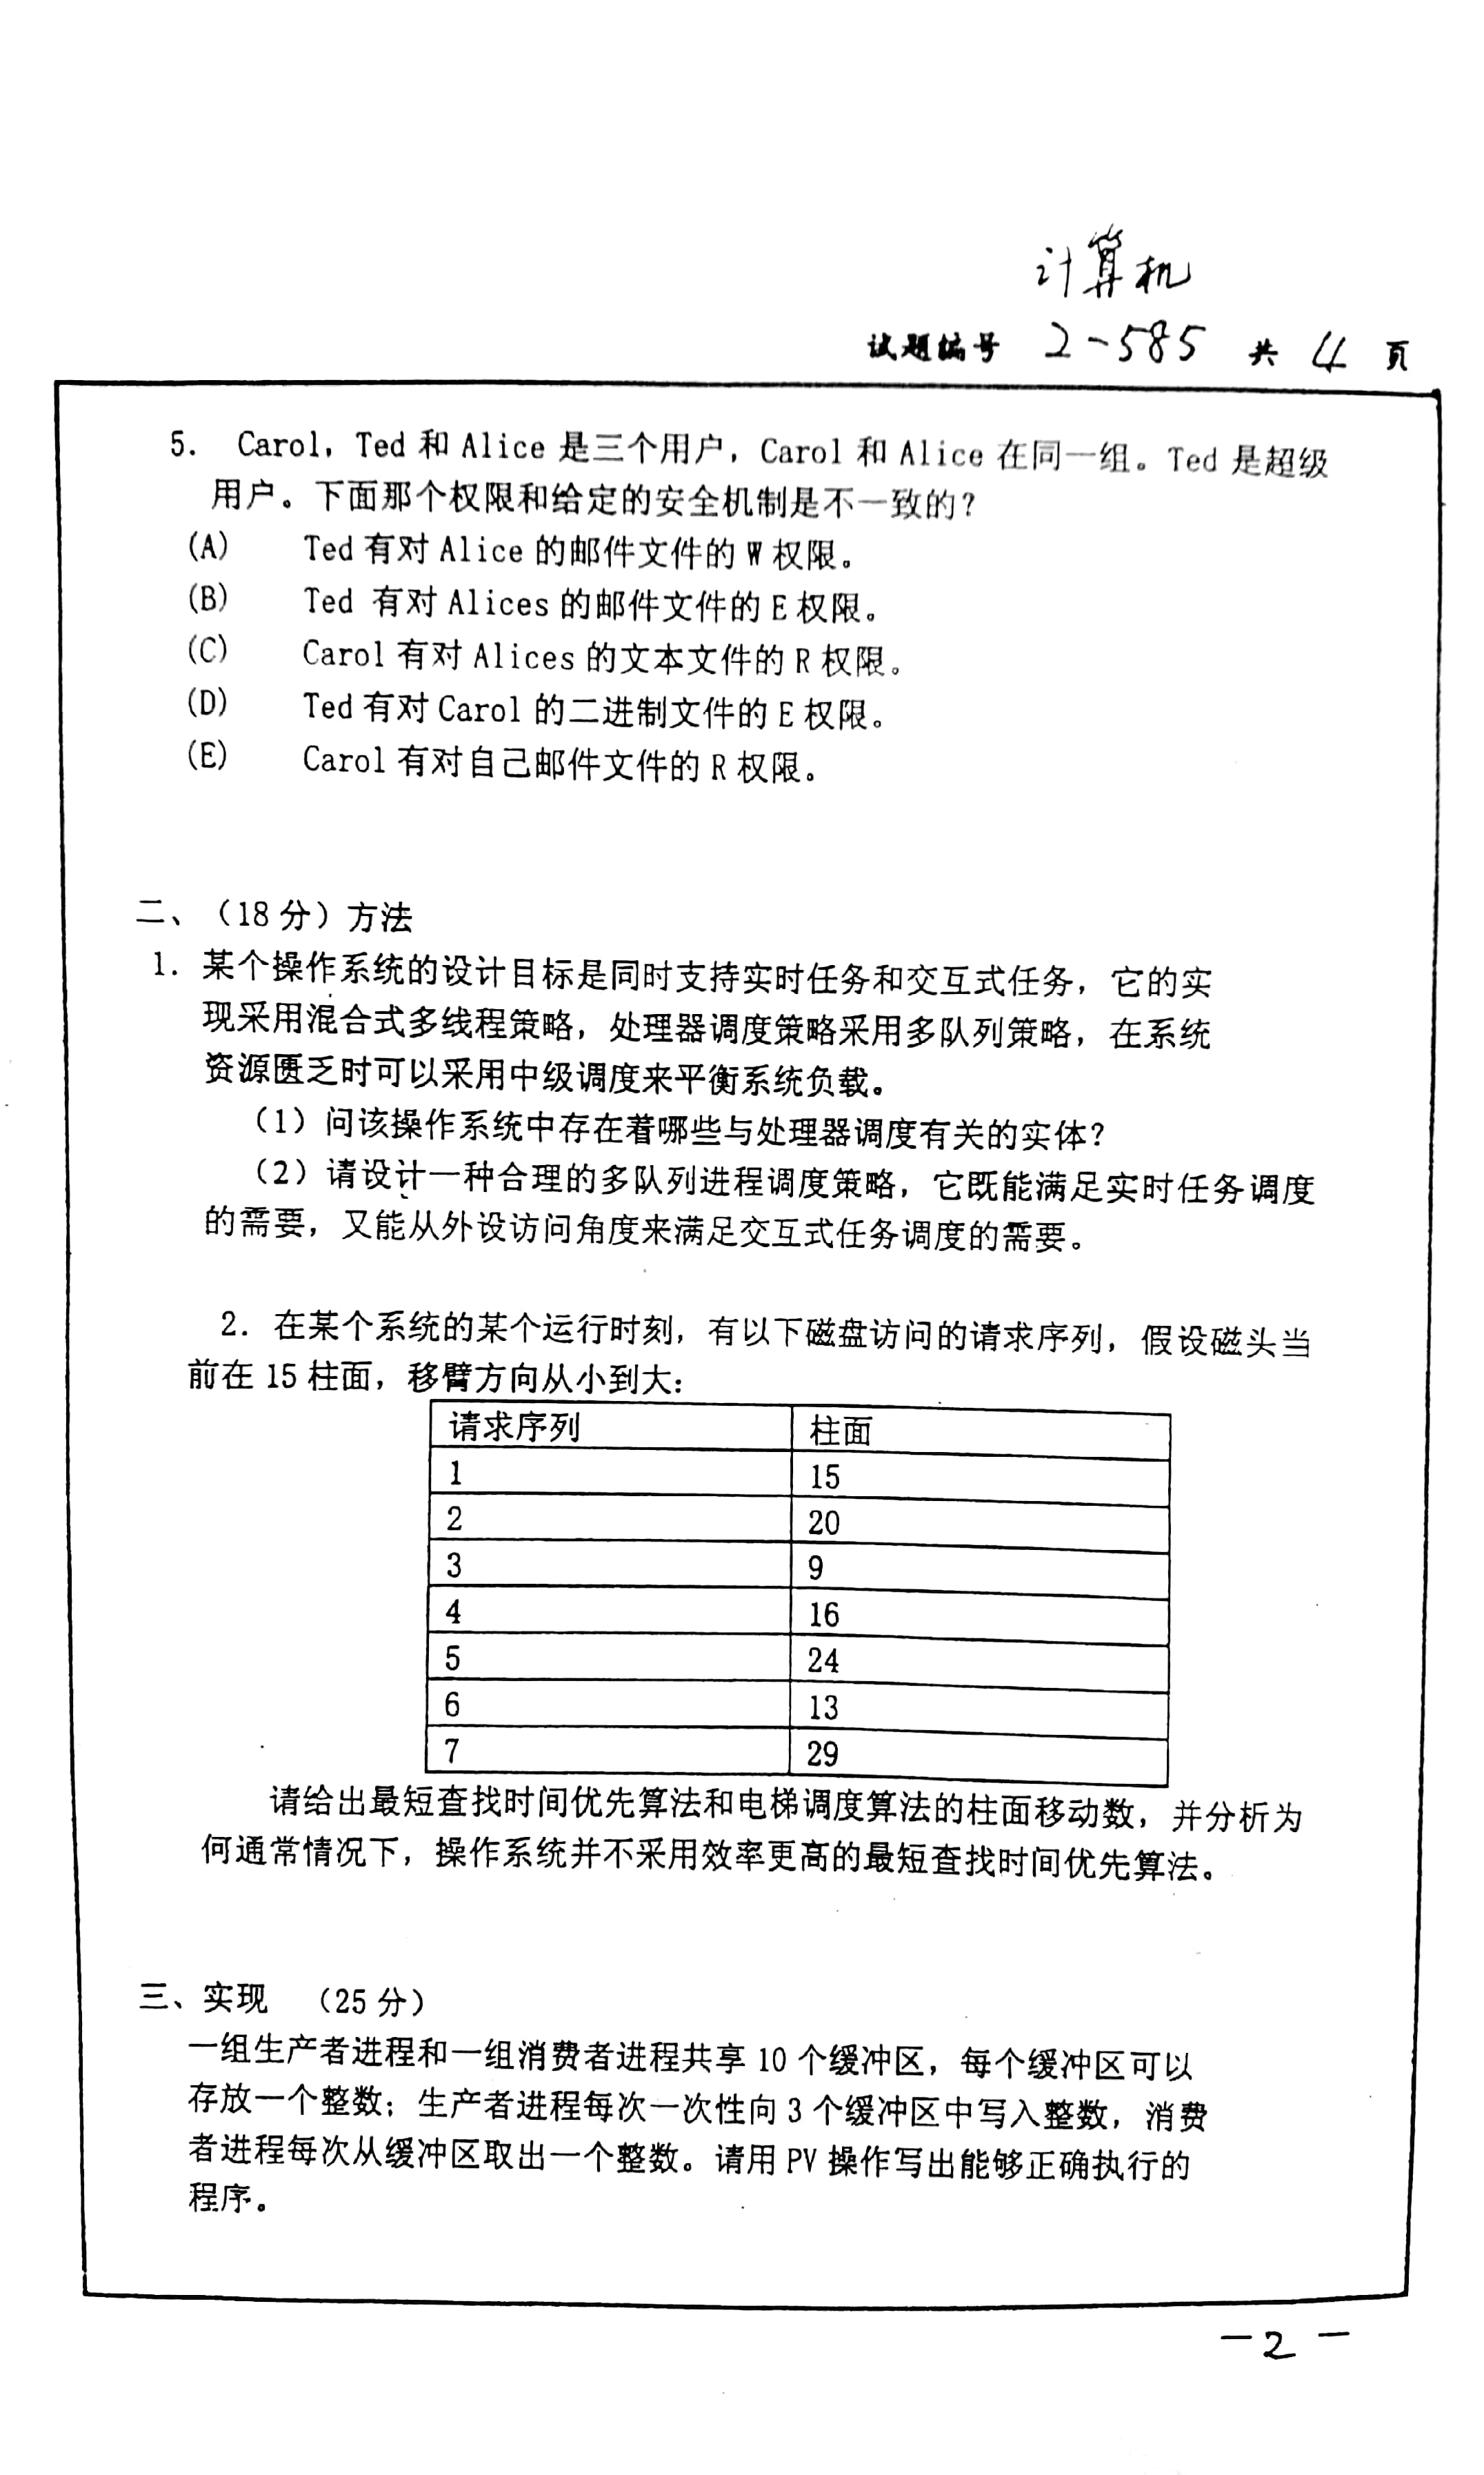 计算机
试题编号 2-585 共 4 页
5. Carol, Ted 和 Alice 是三个用户，Carol 和 Alice 在同一组。Ted 是超级
用户。下面那个权限和给定的安全机制是不一致的？
(A) Ted 有对 Alice 的邮件文件的 W 权限。
(B) Ted 有对 Alices 的邮件文件的 E 权限。
(C) Carol 有对 Alices 的文本文件的 R 权限。
(D) Ted 有对 Carol 的二进制文件的 E 权限。
(E) Carol 有对自己邮件文件的 R 权限。
二、（18 分）方法
1. 某个操作系统的设计目标是同时支持实时任务和交互式任务，它的实
现采用混合式多线程策略，处理器调度策略采用多队列策略，在系统
资源匮乏时可以采用中级调度来平衡系统负载。
（1）问该操作系统中存在着哪些与处理器调度有关的实体？
（2）请设计一种合理的多队列进程调度策略，它既能满足实时任务调度
的需要，又能从外设访问角度来满足交互式任务调度的需要。
2. 在某个系统的某个运行时刻，有以下磁盘访问的请求序列，假设磁头当
前在 15 柱面，移臂方向从小到大：
请求序列 柱面
1 15
2 20
3 9
4 16
5 24
6 13
7 29
请给出最短查找时间优先算法和电梯调度算法的柱面移动数，并分析为
何通常情况下，操作系统并不采用效率更高的最短查找时间优先算法。
三、实现 （25 分）
一组生产者进程和一组消费者进程共享 10 个缓冲区，每个缓冲区可以
存放一个整数；生产者进程每次一次性向 3 个缓冲区中写入整数，消费
者进程每次从缓冲区取出一个整数。请用 PV 操作写出能够正确执行的
程序。
-2-